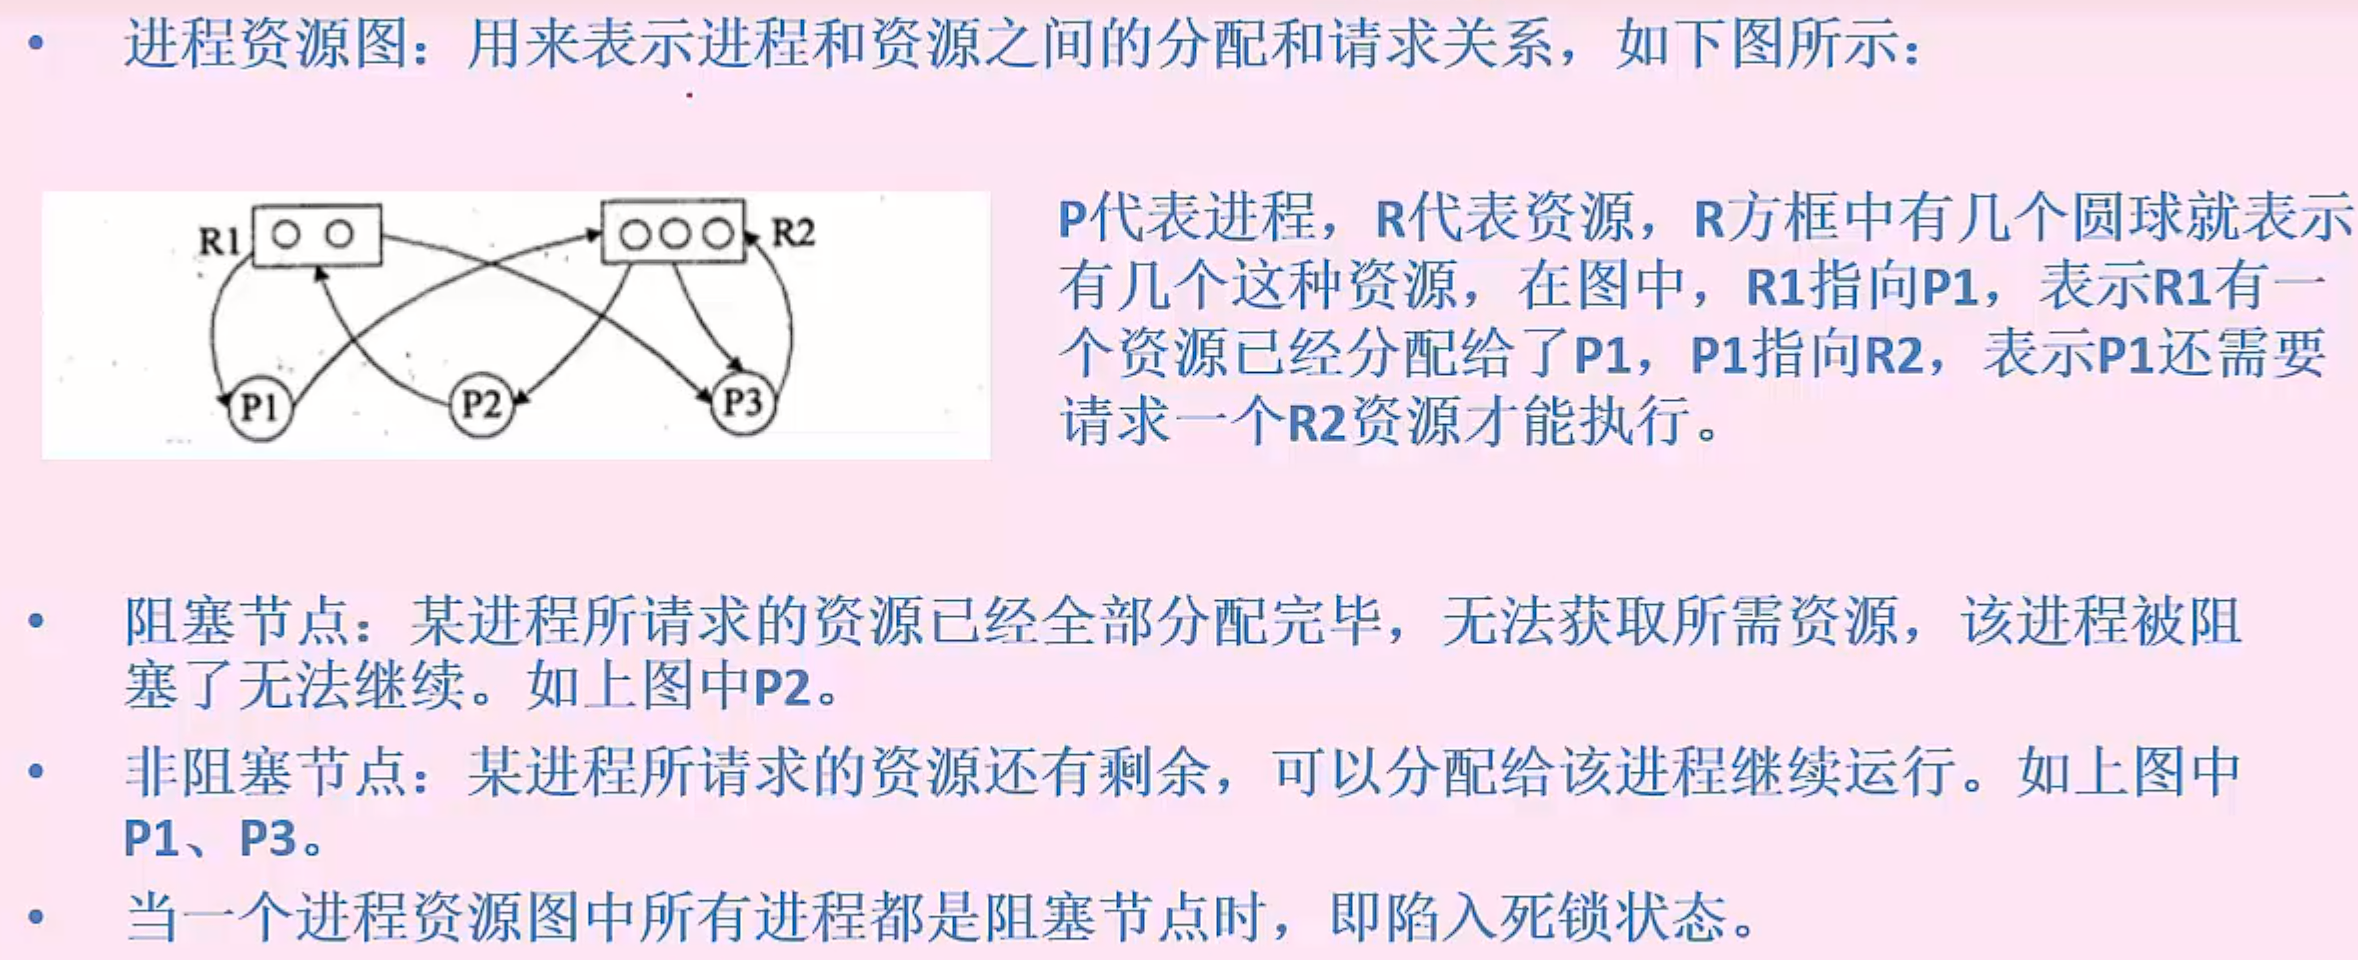 • 进程资源图：用来表示进程和资源之间的分配和请求关系，如下图所示：
R1
R2
P1
P2
P3
P代表进程，R代表资源，R方框中有几个圆球就表示
有几个这种资源，在图中，R1指向P1，表示R1有一
个资源已经分配给了P1，P1指向R2，表示P1还需要
请求一个R2资源才能执行。
• 阻塞节点：某进程所请求的资源已经全部分配完毕，无法获取所需资源，该进程被阻
塞了无法继续。如上图中P2。
• 非阻塞节点：某进程所请求的资源还有剩余，可以分配给该进程继续运行。如上图中
P1、P3。
• 当一个进程资源图中所有进程都是阻塞节点时，即陷入死锁状态。